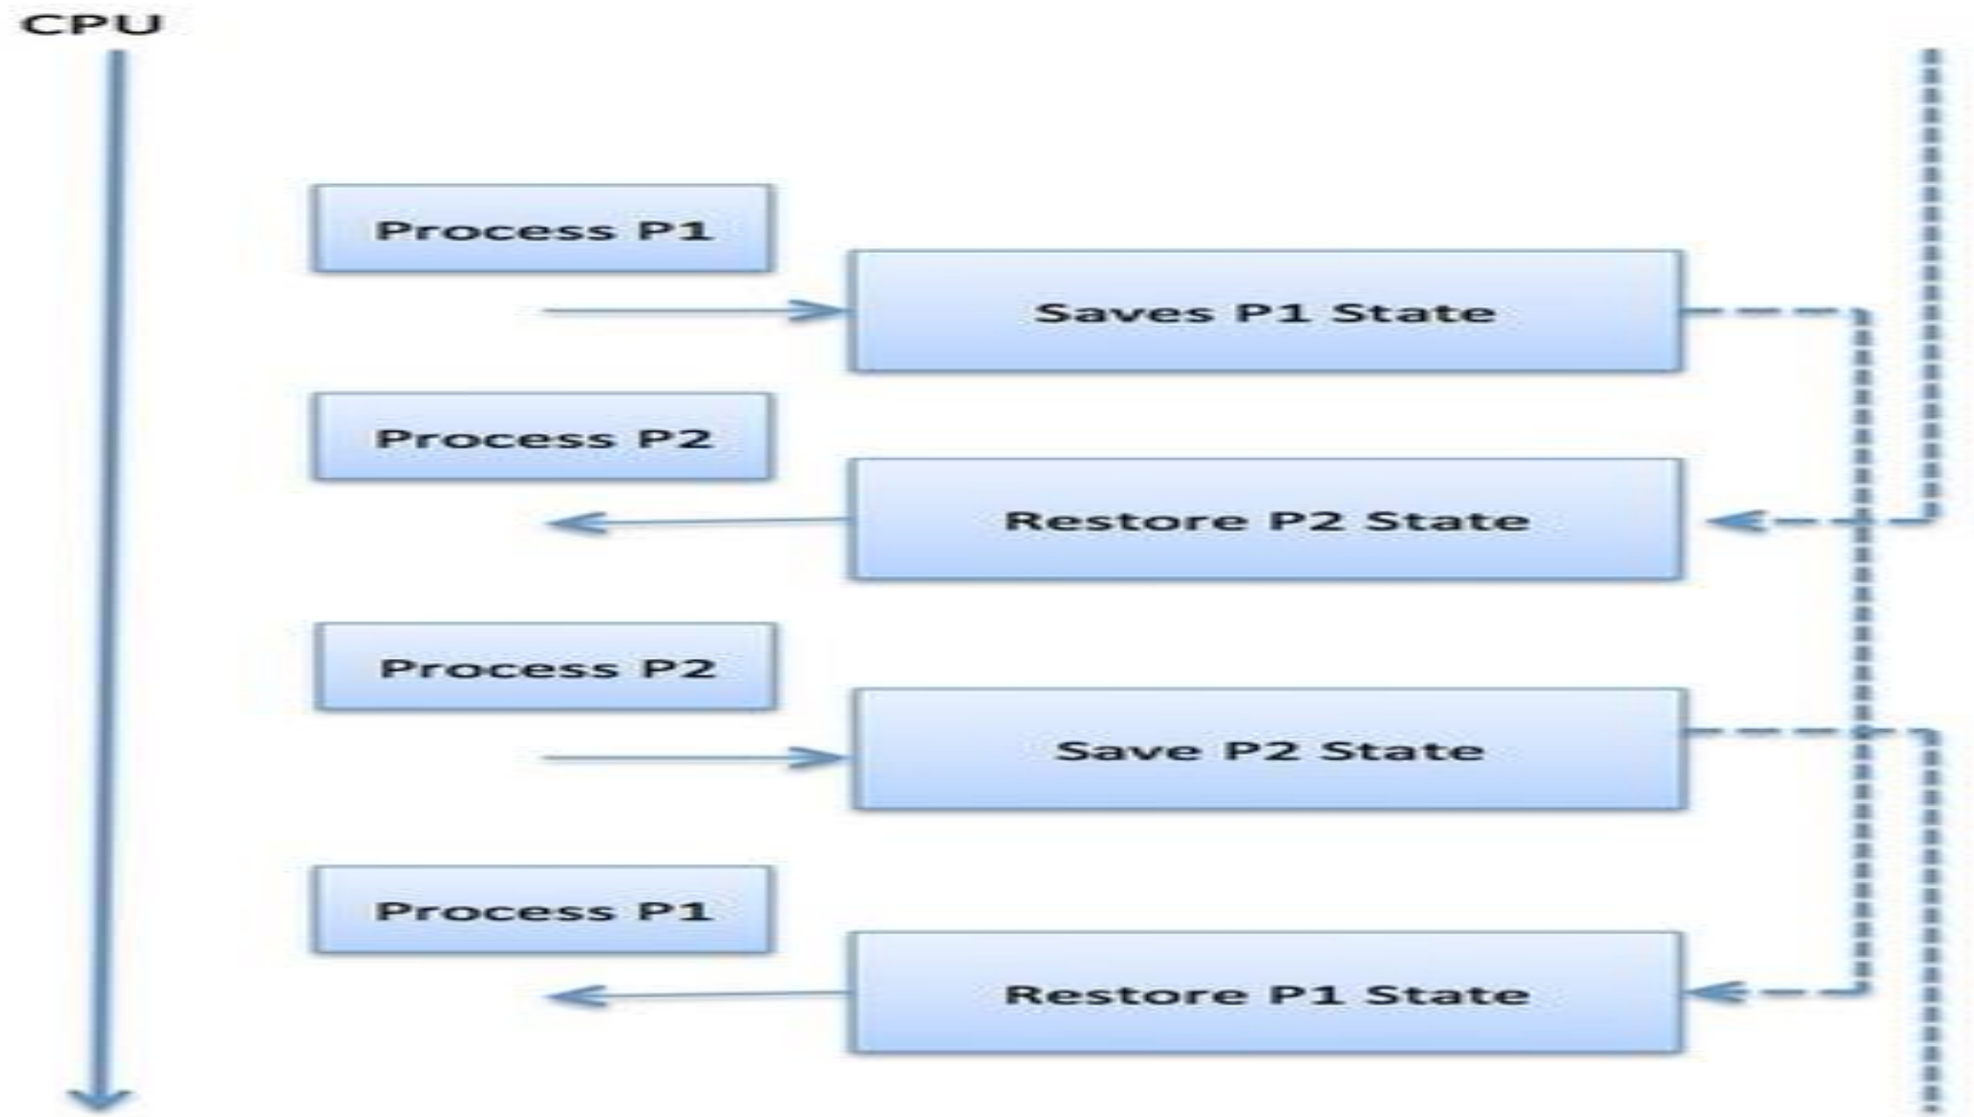 CPU
Process P1
Saves P1 State
Process P2
Restore P2 State
Process P2
Save P2 State
Process P1
Restore P1 State